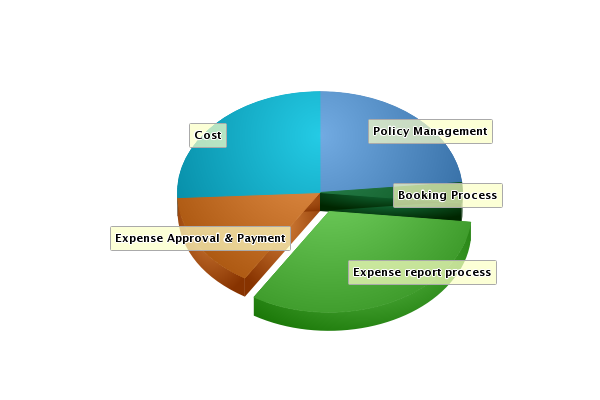 Policy Management
Cost
Booking Process
Expense Approval & Payment
Expense report process